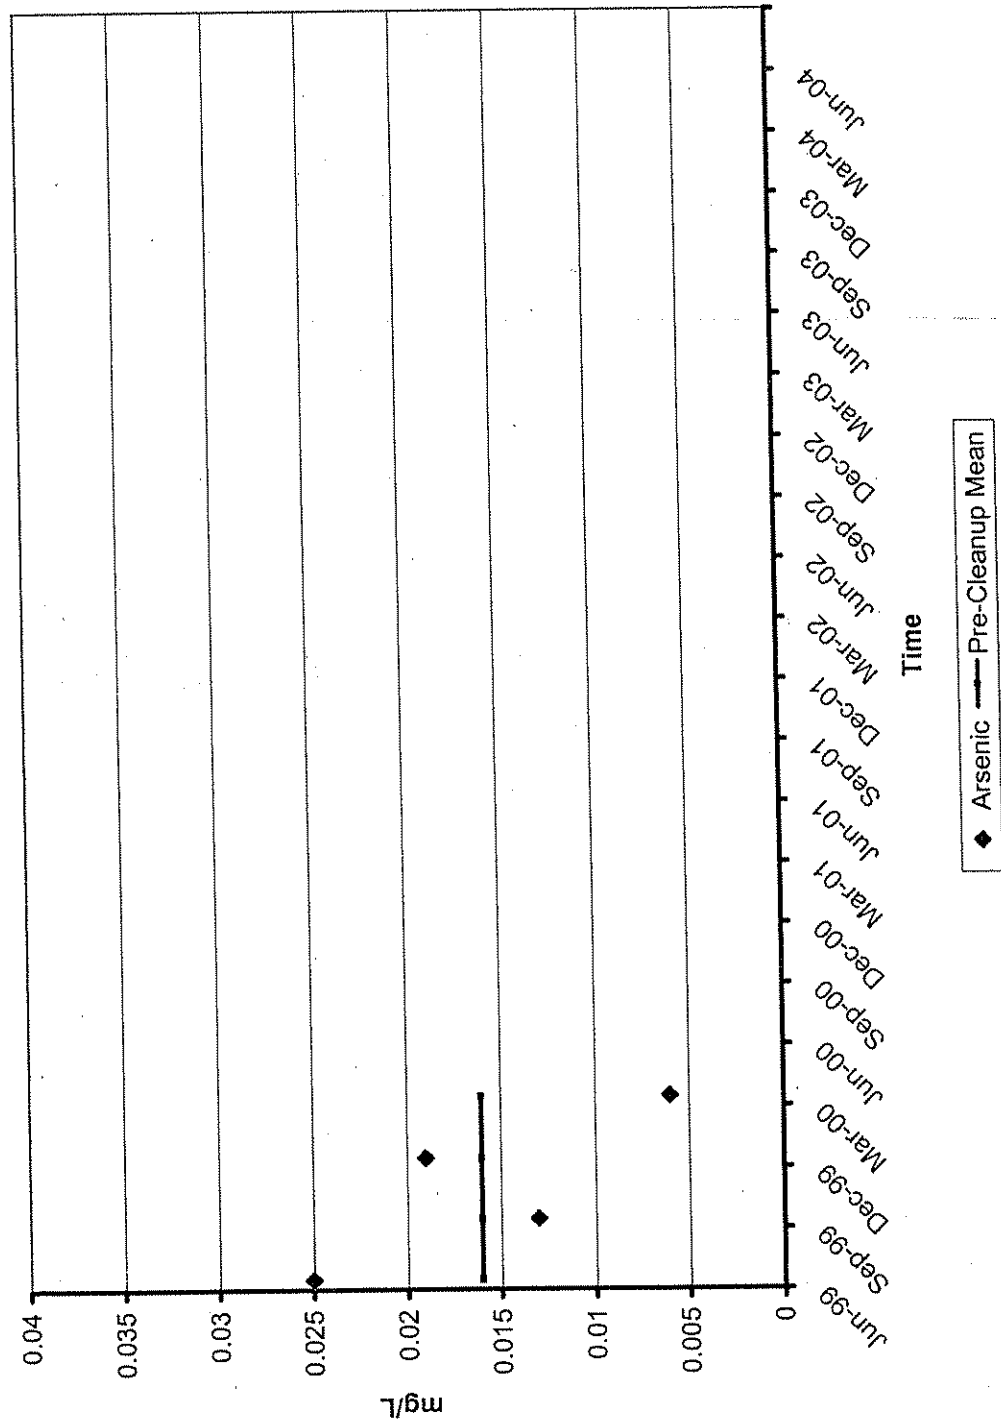 mg/L
0.04
0.035
0.03
0.025
0.02
0.015
0.01
0.005
0
Jun-99
Sep-99
Dec-99
Mar-00
Jun-00
Sep-00
Dec-00
Mar-01
Jun-01
Sep-01
Dec-01
Mar-02
Jun-02
Sep-02
Dec-02
Mar-03
Jun-03
Sep-03
Dec-03
Mar-04
Jun-04
Time
Arsenic Pre-Cleanup Mean